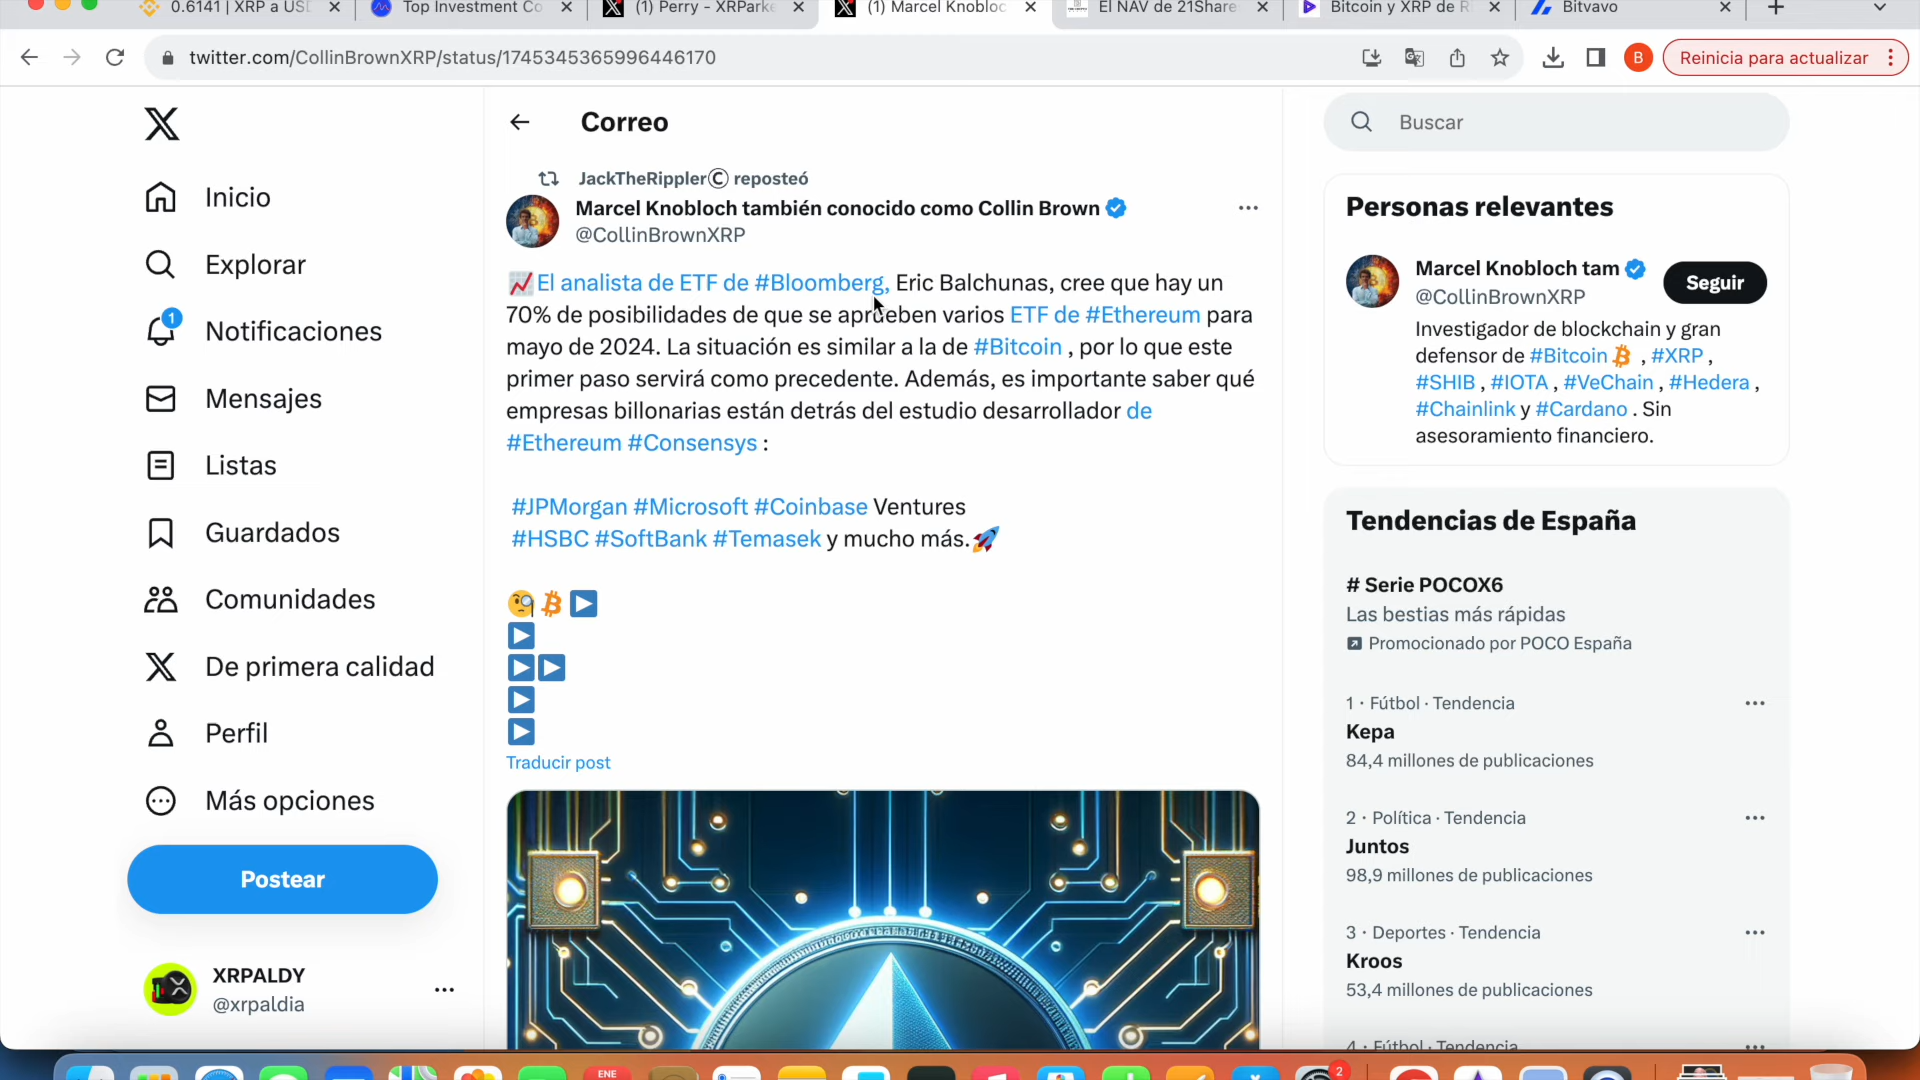 0.6141 | XRP a USD
Top Investment Co
(1) Perry - XRParke
(1) Marcel Knobloc
El NAV de 21Share
Bitcoin y XRP de R
Bitvavo
twitter.com/CollinBrownXRP/status/1745345365996446170
B
Reinicia para actualizar
Inicio
Explorar
1
Notificaciones
Mensajes
Listas
Guardados
Comunidades
De primera calidad
Perfil
Más opciones
Postear
XRPALDY
@xrpaldia
Correo
JackTheRippler©️ reposteó
Marcel Knobloch también conocido como Collin Brown
@CollinBrownXRP
📈El analista de ETF de #Bloomberg, Eric Balchunas, cree que hay un
70% de posibilidades de que se aprueben varios ETF de #Ethereum para
mayo de 2024. La situación es similar a la de #Bitcoin , por lo que este
primer paso servirá como precedente. Además, es importante saber qué
empresas billonarias están detrás del estudio desarrollador de
#Ethereum #Consensys :
#JPMorgan #Microsoft #Coinbase Ventures
#HSBC #SoftBank #Temasek y mucho más.🚀
Traducir post
Buscar
Personas relevantes
Marcel Knobloch tam
@CollinBrownXRP
Seguir
Investigador de blockchain y gran
defensor de #Bitcoin , #XRP ,
#SHIB , #IOTA , #VeChain , #Hedera ,
#Chainlink y #Cardano . Sin
asesoramiento financiero.
Tendencias de España
# Serie POCOX6
Las bestias más rápidas
Promocionado por POCO España
1 · Fútbol · Tendencia
Kepa
84,4 millones de publicaciones
2 · Política · Tendencia
Juntos
98,9 millones de publicaciones
3 · Deportes · Tendencia
Kroos
53,4 millones de publicaciones
4 · Fútbol · Tendencia
ENE
2